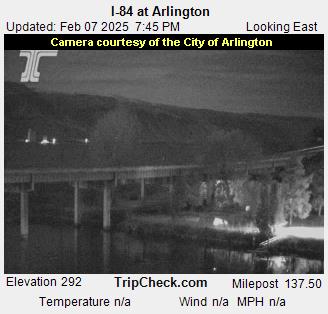 I-84 at Arlington
Updated: Feb 07 2025 7:45 PM Looking East
Camera courtesy of the City of Arlington
Elevation 292 TripCheck.com Milepost 137.50
Temperature n/a Wind n/a MPH n/a